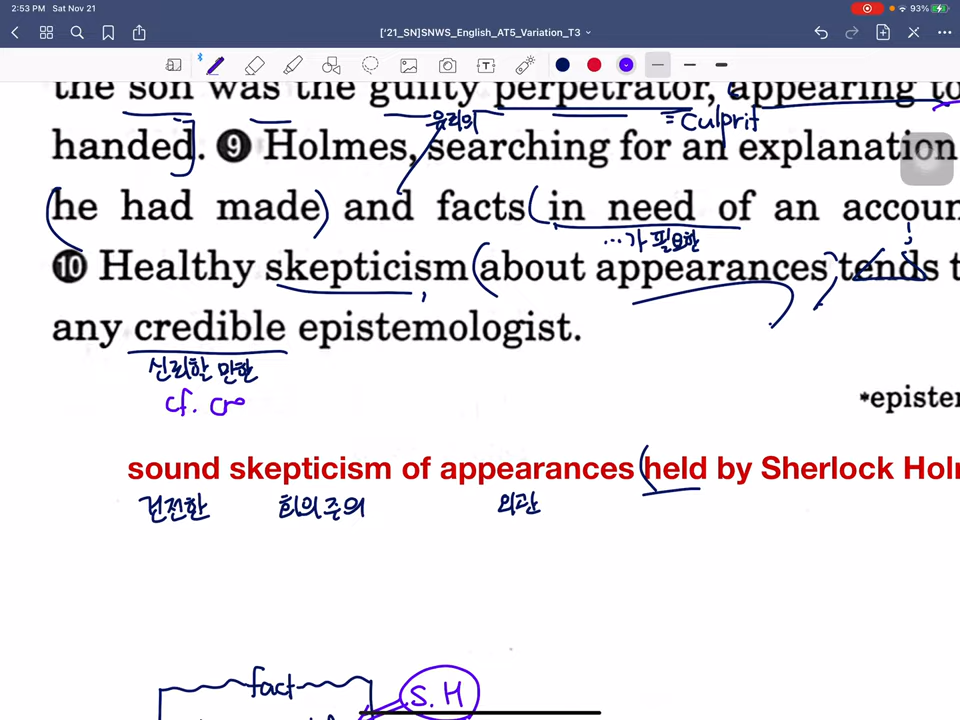 2:53 PM Sat Nov 21
93%
['21_SN]SNWS_English_AT5_Variation_T3
the son was the guilty perpetrator, appearing to
유죄의
= Culprit
handed]. ❾ Holmes, searching for an explanation
(he had made) and facts (in need of an accoun
...가 필요한
❿ Healthy skepticism (about appearances) tends t
any credible epistemologist.
신뢰할 만한
cf. cre
*epister
sound skepticism of appearances (held by Sherlock Holm
건전한 회의주의 외관
fact
S. H